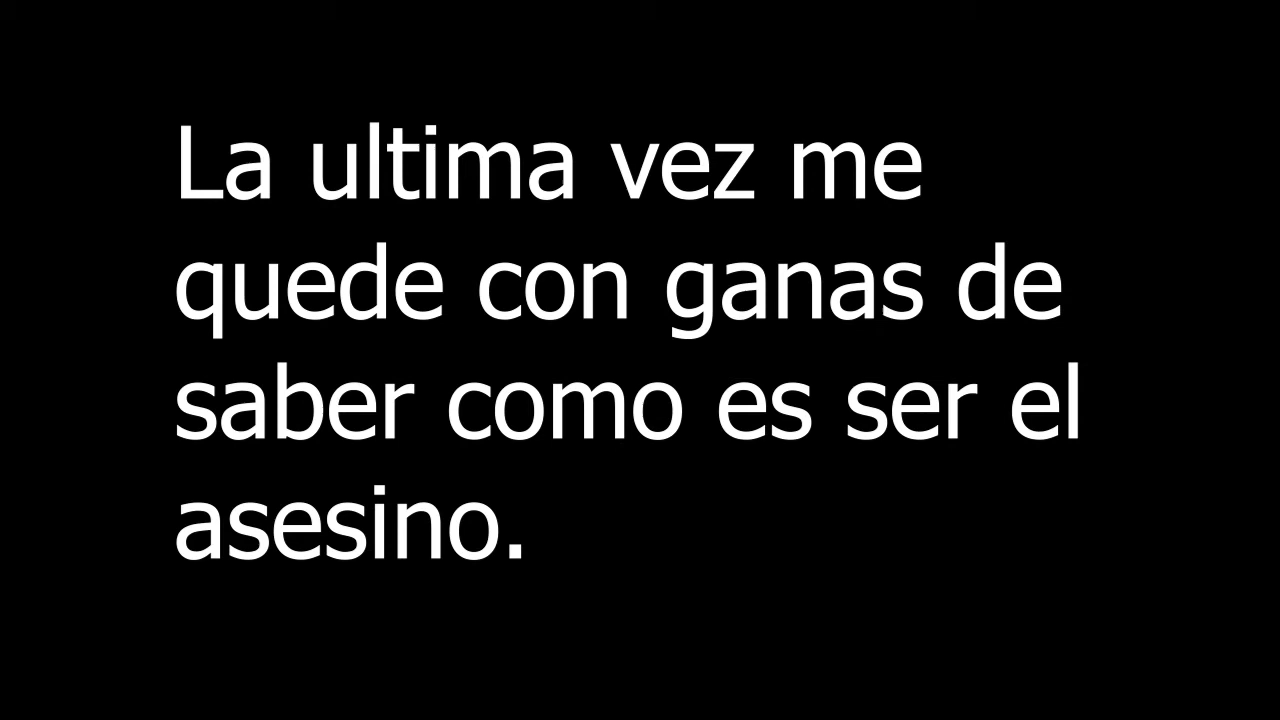 La ultima vez me
quede con ganas de
saber como es ser el
asesino.